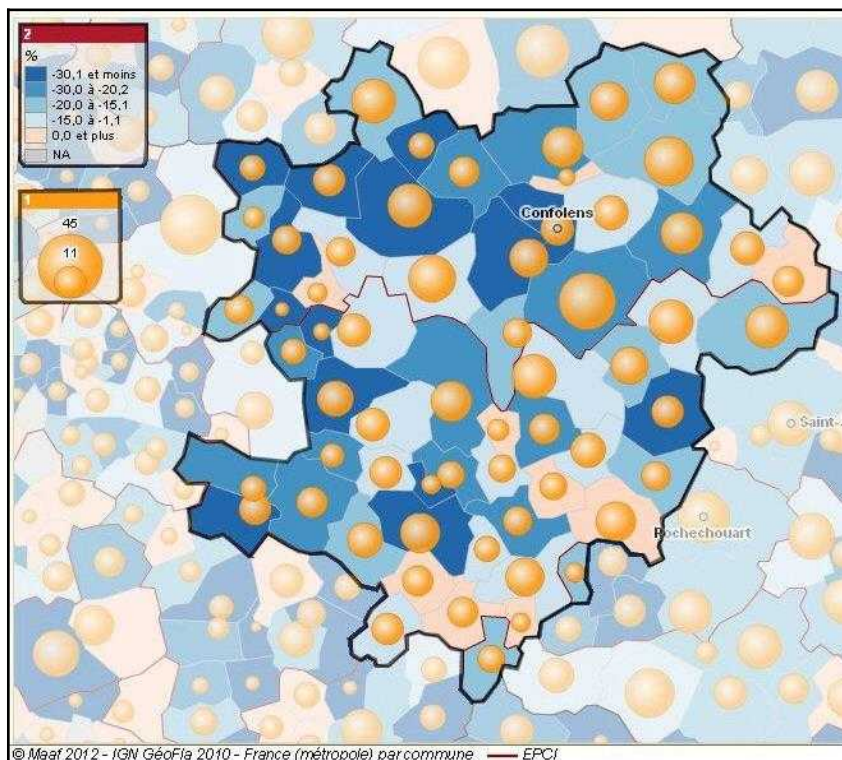 2
%
-30,1 et moins
-30,0 à -20,2
-20,0 à -15,1
-15,0 à -1,1
0,0 et plus
NA
1
45
11
Confolens
Saint-J
Rochechouart
© Maaf 2012 - IGN GéoFla 2010 - France (métropole) par commune — EPCI